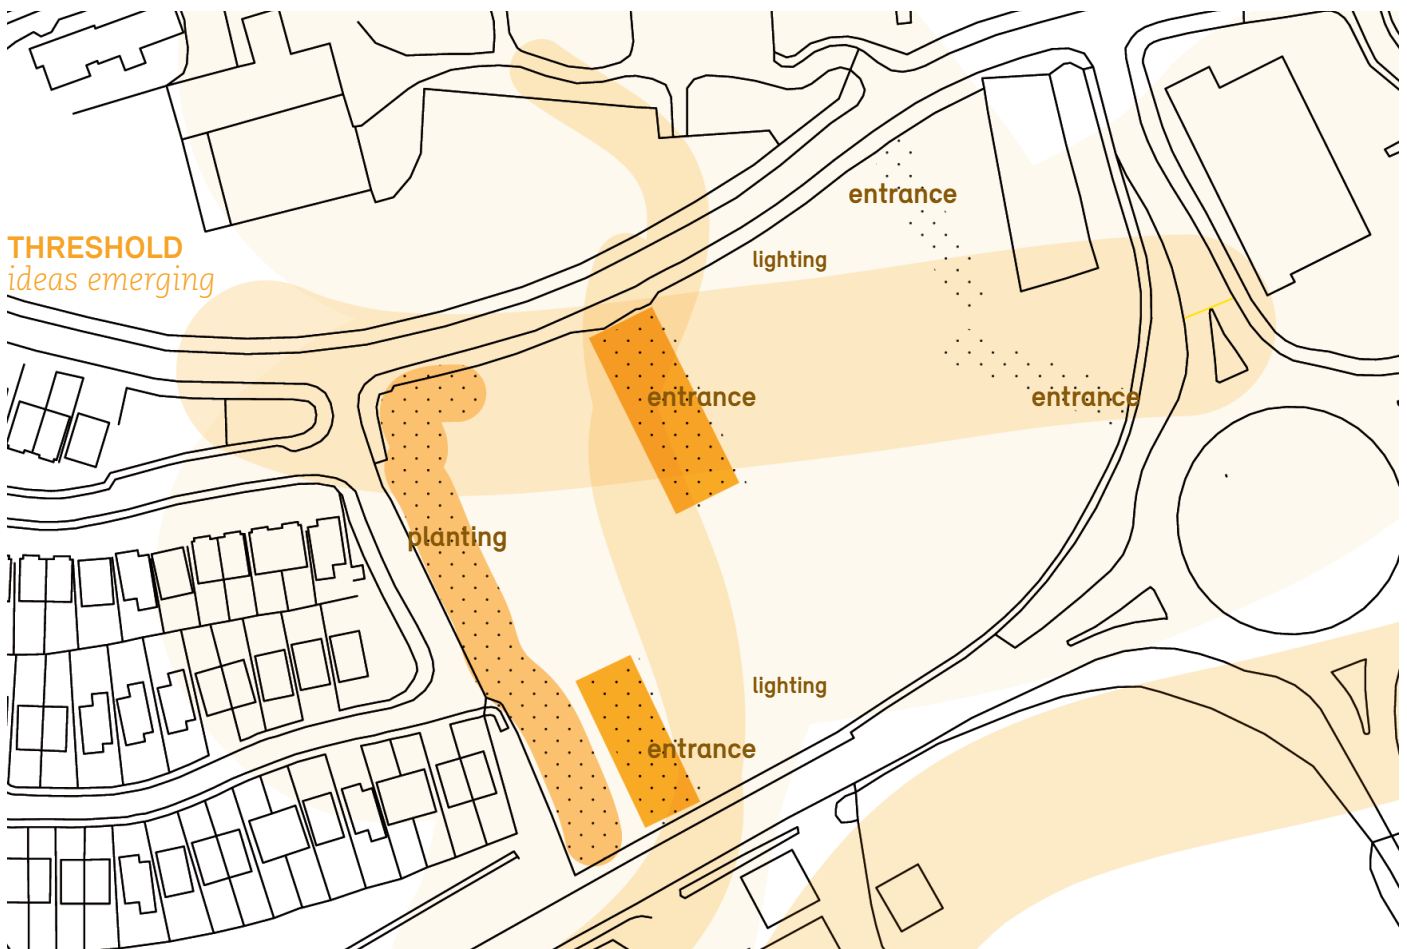 entrance
THRESHOLD
ideas emerging
lighting
entrance
entrance
planting
lighting
entrance